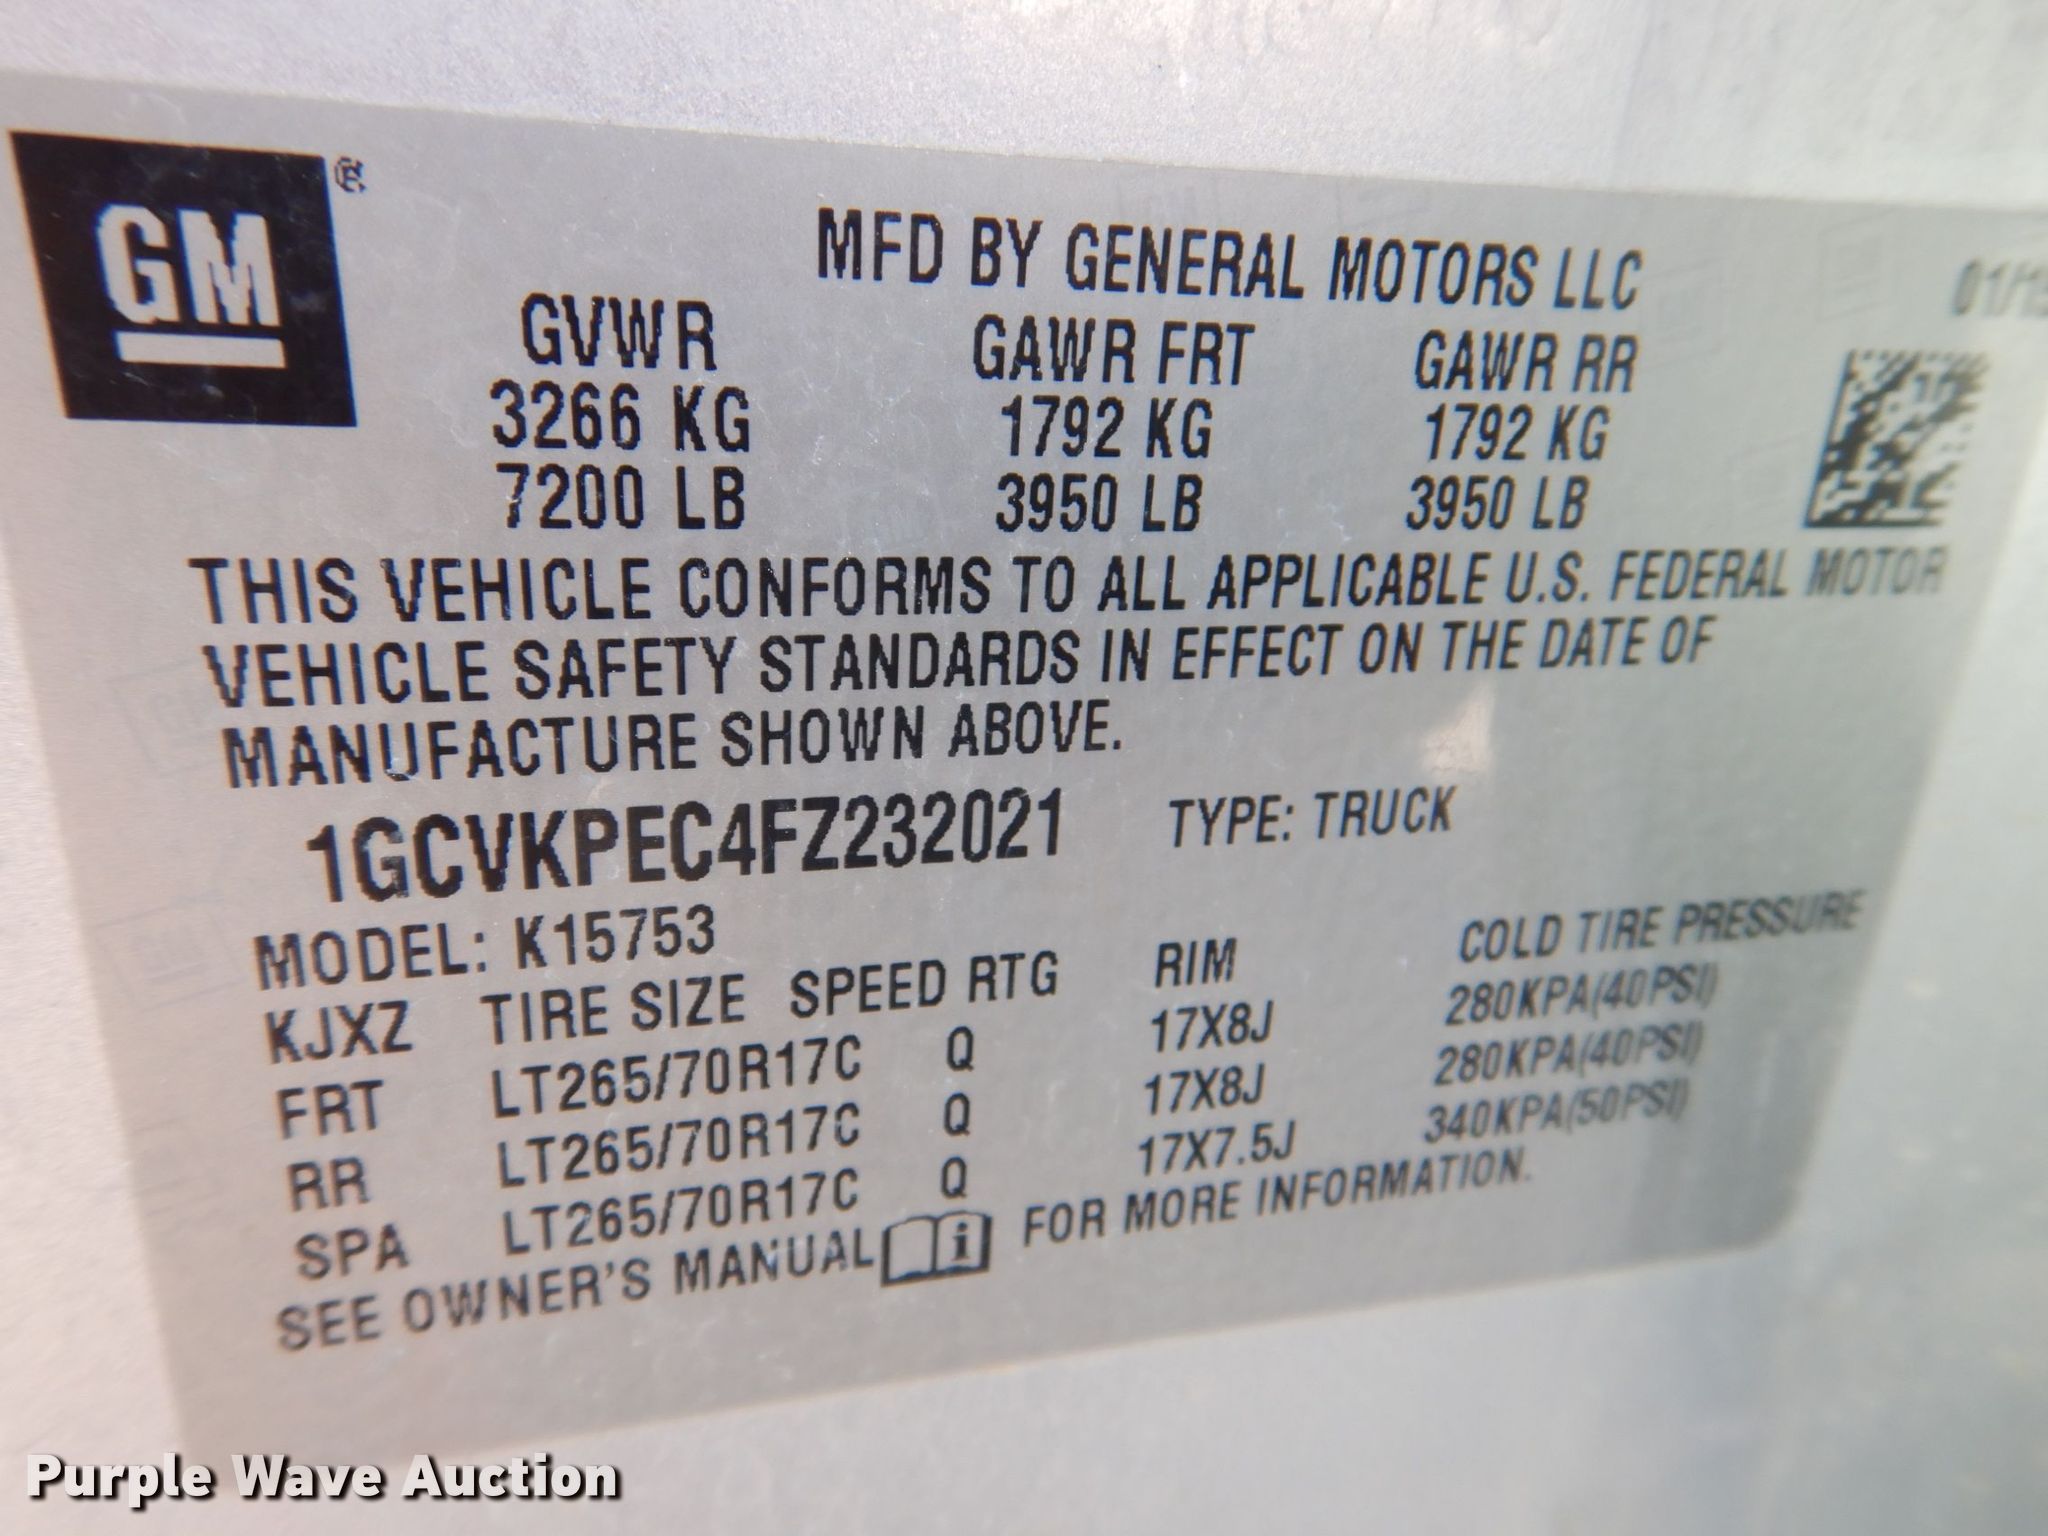 GM ®
MFD BY GENERAL MOTORS LLC
GVWR GAWR FRT GAWR RR
3266 KG 1792 KG 1792 KG
7200 LB 3950 LB 3950 LB
THIS VEHICLE CONFORMS TO ALL APPLICABLE U.S. FEDERAL MOTOR
VEHICLE SAFETY STANDARDS IN EFFECT ON THE DATE OF
MANUFACTURE SHOWN ABOVE.
1GCVKPEC4FZ232021 TYPE: TRUCK
MODEL: K15753
KJXZ TIRE SIZE SPEED RTG RIM COLD TIRE PRESSURE
FRT LT265/70R17C Q 17X8J 280KPA(40PSI)
RR LT265/70R17C Q 17X8J 280KPA(40PSI)
SPA LT265/70R17C Q 17X7.5J 340KPA(50PSI)
SEE OWNER'S MANUAL i FOR MORE INFORMATION.
Purple Wave Auction